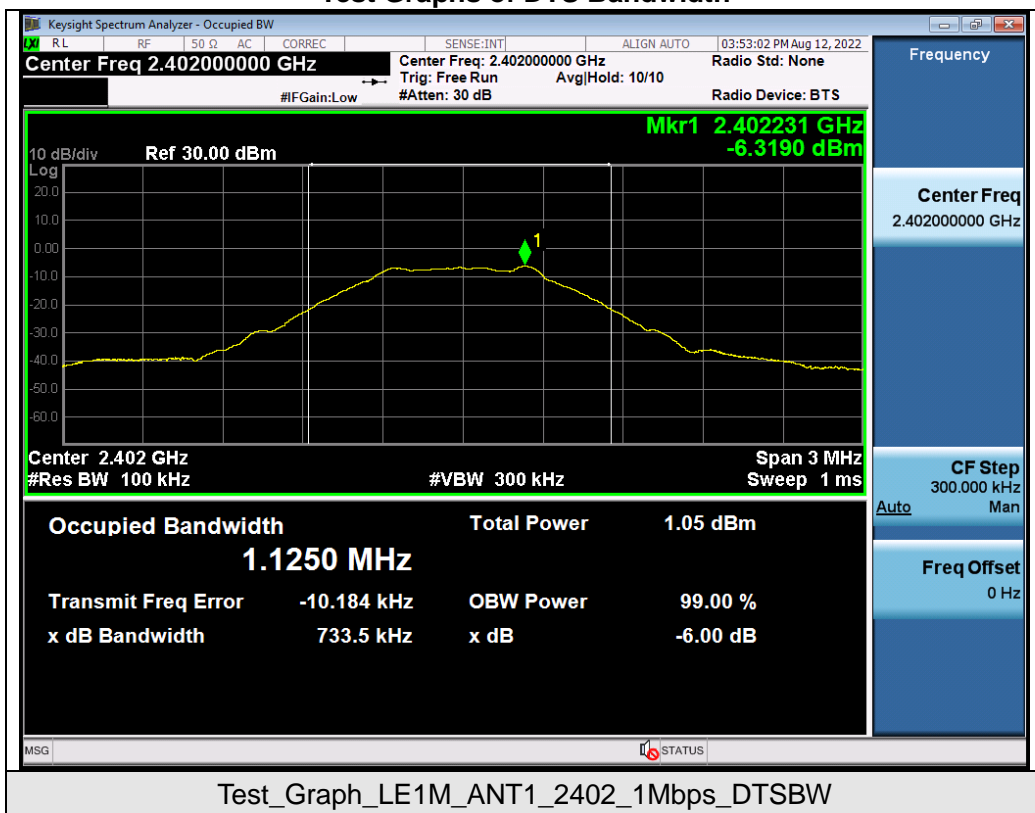 Test Graphs of DTS Bandwidth
Keysight Spectrum Analyzer - Occupied BW
LXI RL RF 50 Ω AC CORREC SENSE:INT ALIGN AUTO 03:53:02 PM Aug 12, 2022
Center Freq 2.402000000 GHz
Center Freq: 2.402000000 GHz
Radio Std: None
Trig: Free Run Avg|Hold: 10/10
#IFGain:Low
#Atten: 30 dB
Radio Device: BTS
Mkr1 2.402231 GHz
-6.3190 dBm
10 dB/div Ref 30.00 dBm
Log
20.0
10.0
0.00
-10.0
-20.0
-30.0
-40.0
-50.0
-60.0
1
Center 2.402 GHz
Span 3 MHz
#Res BW 100 kHz
#VBW 300 kHz
Sweep 1 ms
Occupied Bandwidth
1.1250 MHz
Total Power 1.05 dBm
Transmit Freq Error -10.184 kHz
OBW Power 99.00 %
x dB Bandwidth 733.5 kHz
x dB -6.00 dB
Frequency
Center Freq
2.402000000 GHz
CF Step
300.000 kHz
Auto Man
Freq Offset
0 Hz
MSG
STATUS
Test_Graph_LE1M_ANT1_2402_1Mbps_DTSBW